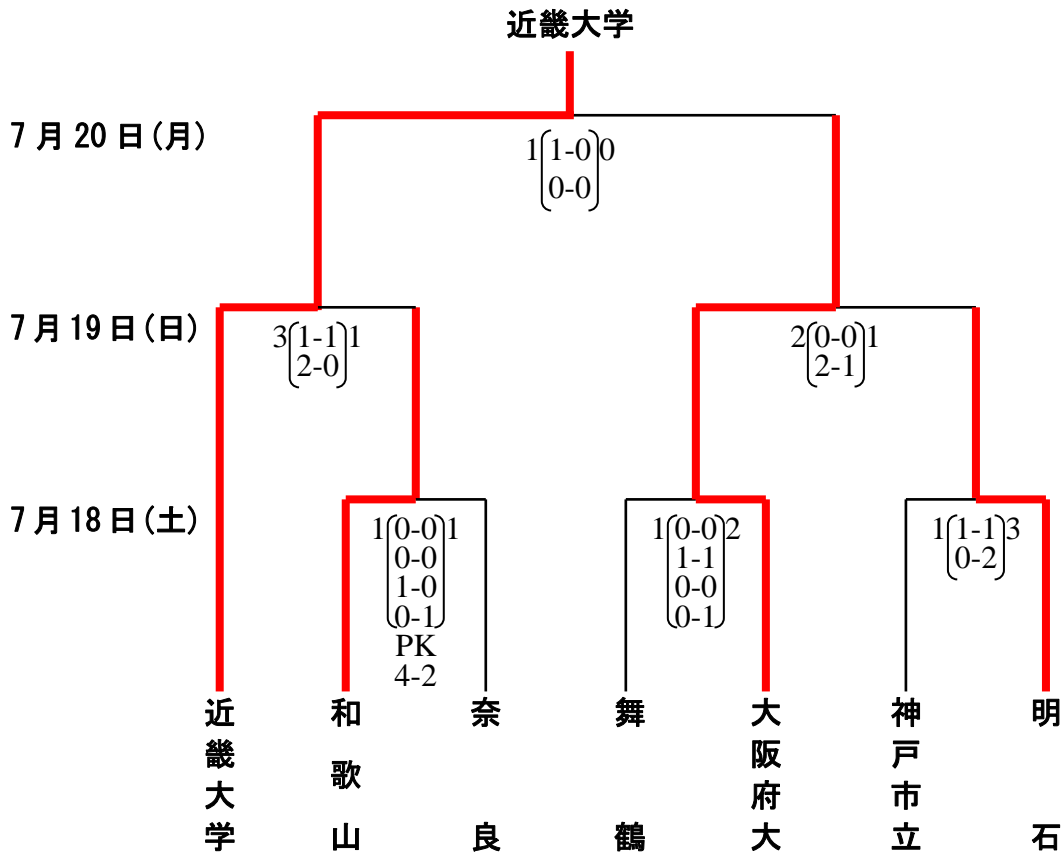 近畿大学
7月20日(月)
1(1-0)0
0-0
7月19日(日)
3(1-1)1
2-0
2(0-0)1
2-1
7月18日(土)
1(0-0)1
0-0
1-0
0-1
PK
4-2
1(0-0)2
1-1
0-0
0-1
1(1-1)3
0-2
近畿大学
和歌山
奈良
舞鶴
大阪府大
神戸市立
明石